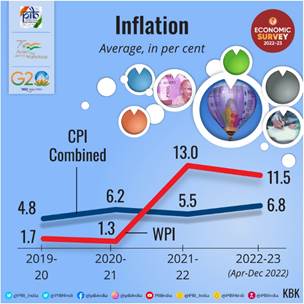 G20
ECONOMIC
SURVEY
2022-23
Inflation
Average, in per cent
CPI
Combined
WPI
4.8
6.2
5.5
6.8
1.7
1.3
13.0
11.5
2019-
20
2020-
21
2021-
22
2022-
23
(Apr-Dec 2022)
KBK